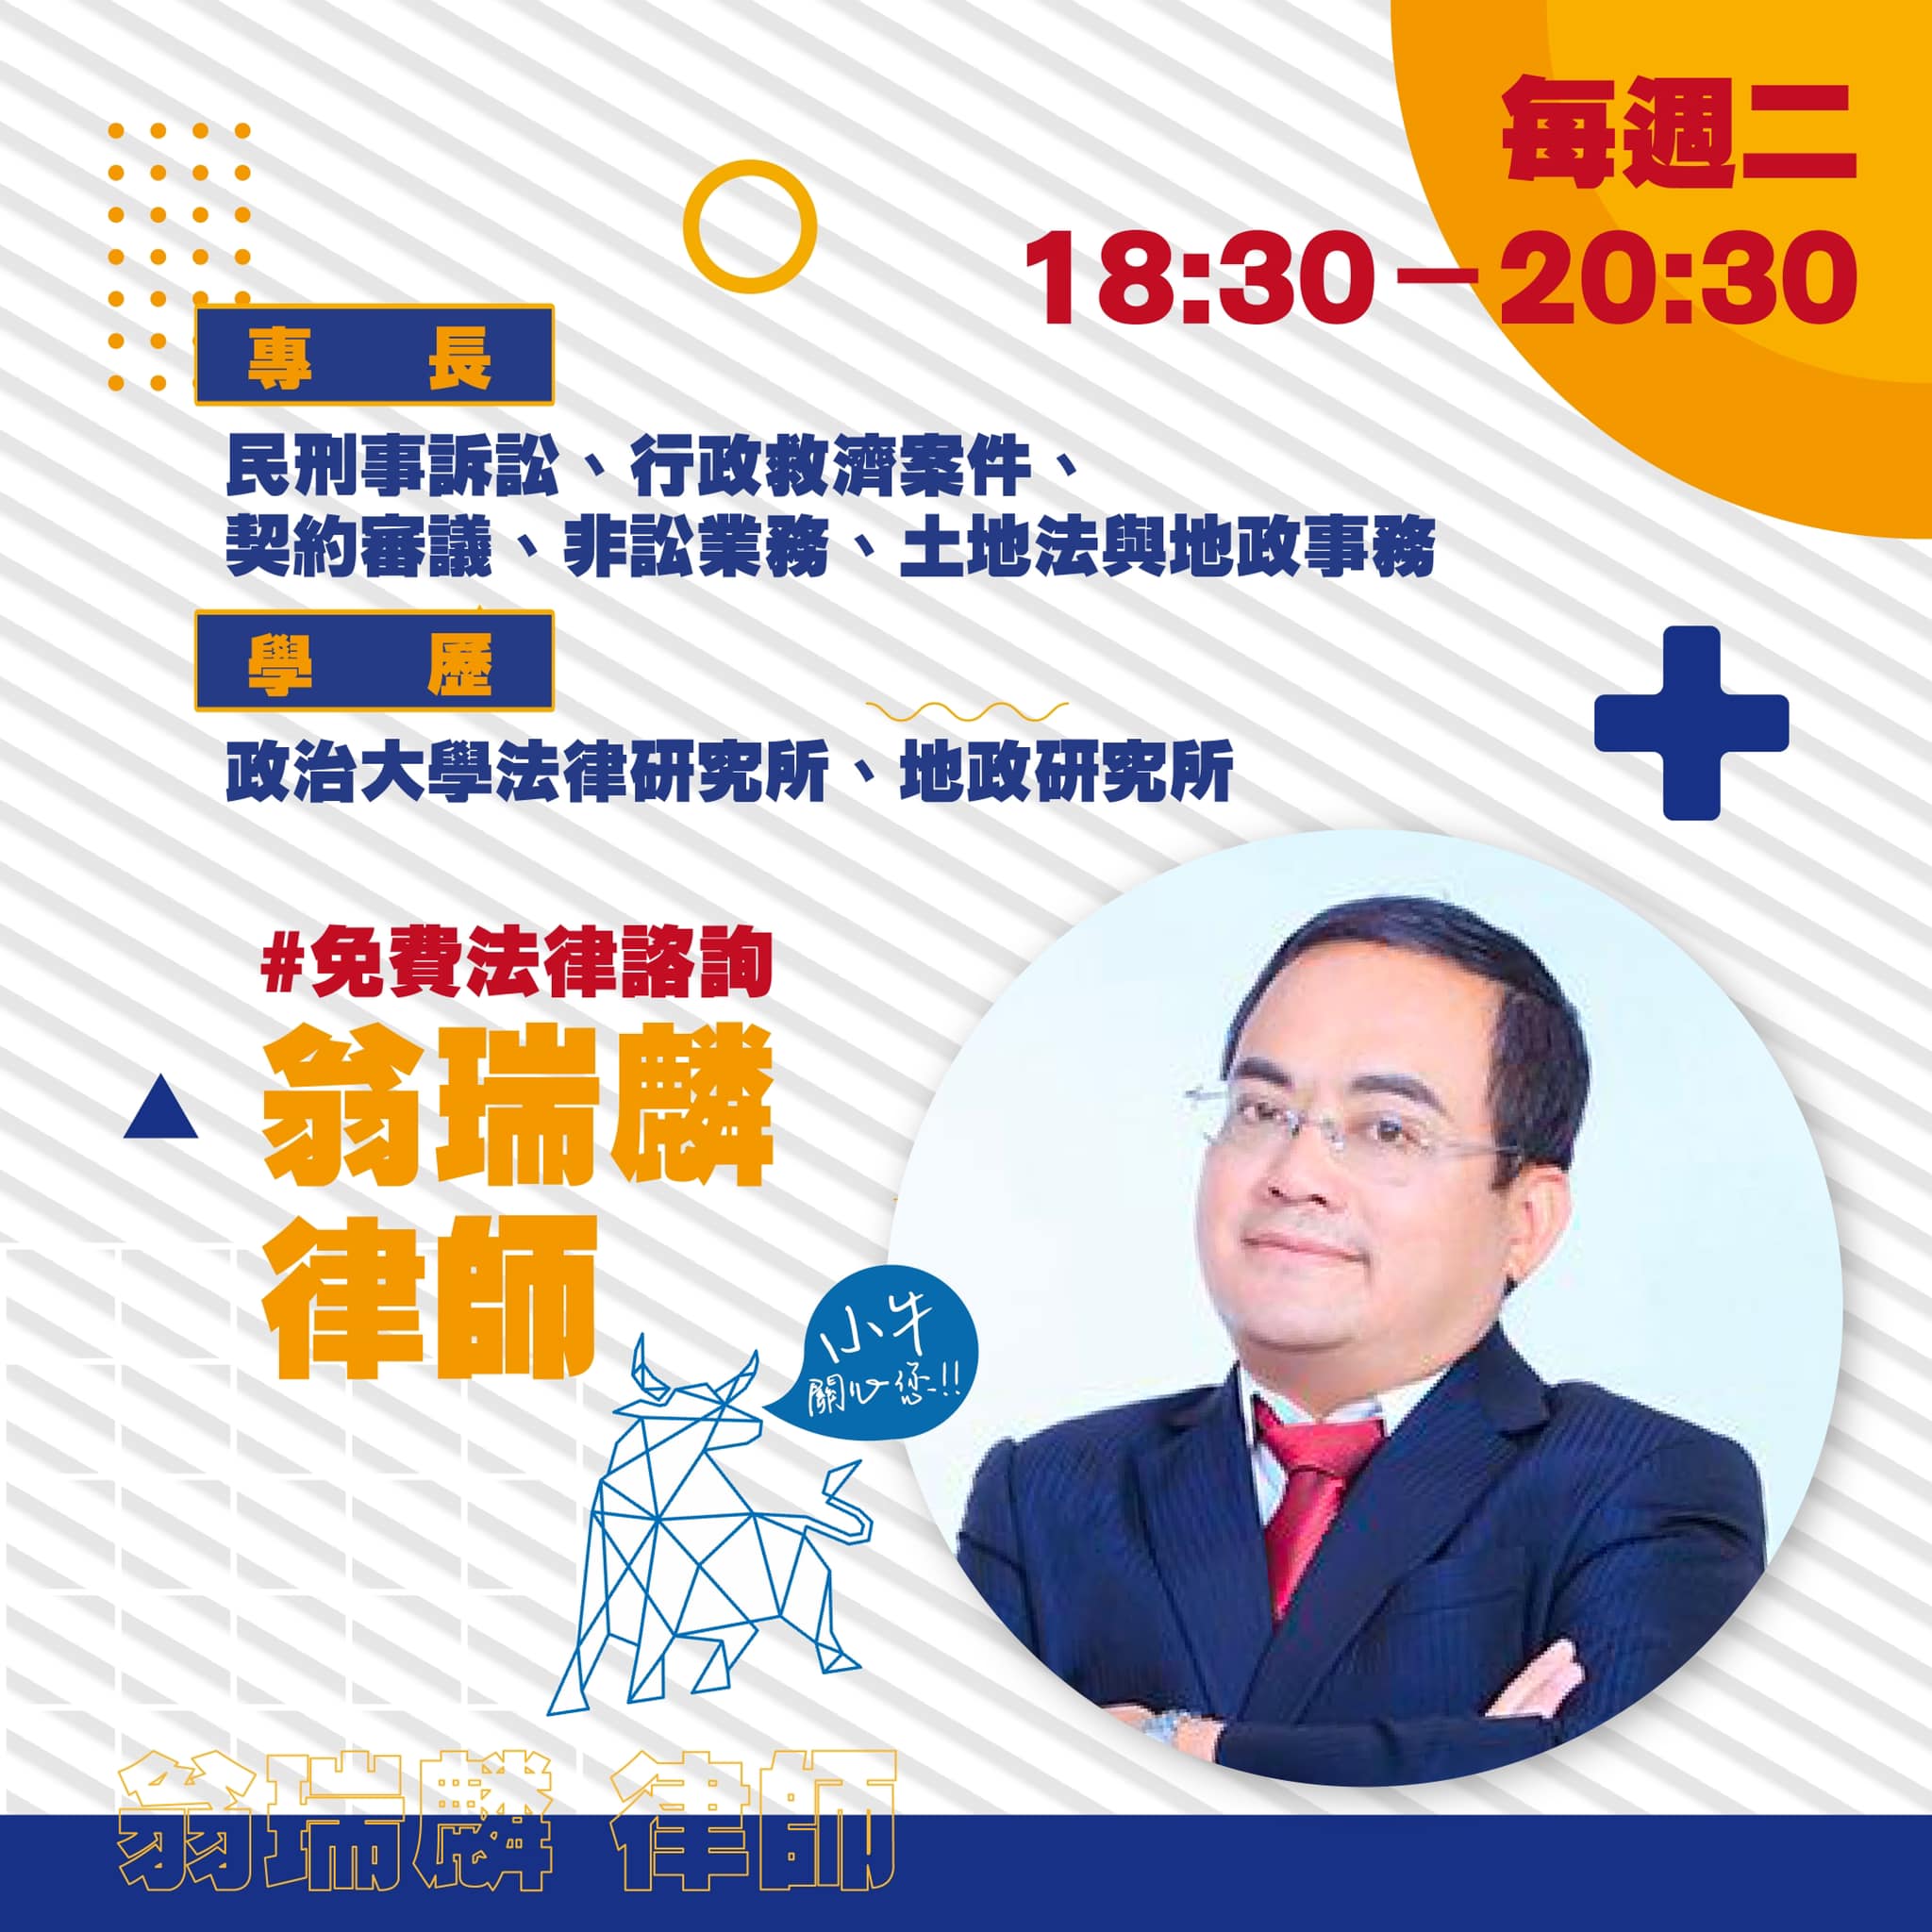 每週二
18:30－20:30
專長
民刑事訴訟、行政救濟案件、
契約審議、非訟業務、土地法與地政事務
學歷
政治大學法律研究所、地政研究所
#免費法律諮詢
翁瑞麟
律師
小牛
關心您!!
翁瑞麟 律師